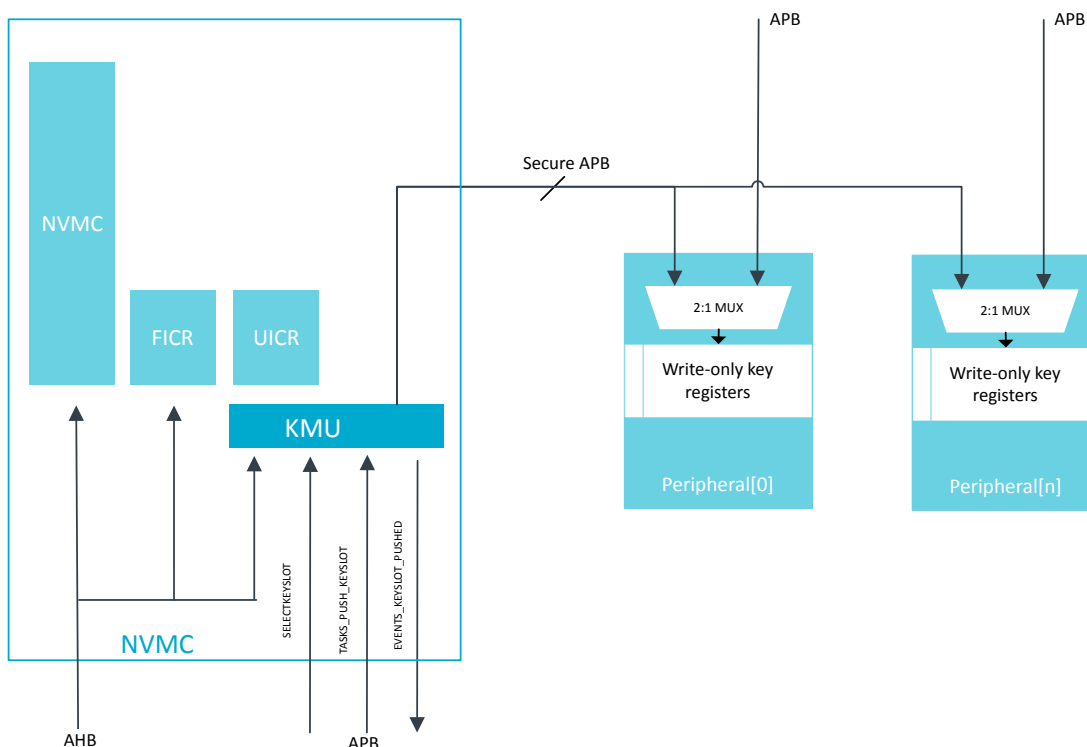 APB
APB
Secure APB
NVMC
FICR
UICR
KMU
2:1 MUX
Write-only key
registers
Peripheral[0]
2:1 MUX
Write-only key
registers
Peripheral[n]
SELECTKEYSLOT
TASKS_PUSH_KEYSLOT
EVENTS_KEYSLOT_PUSHED
NVMC
AHB
APB